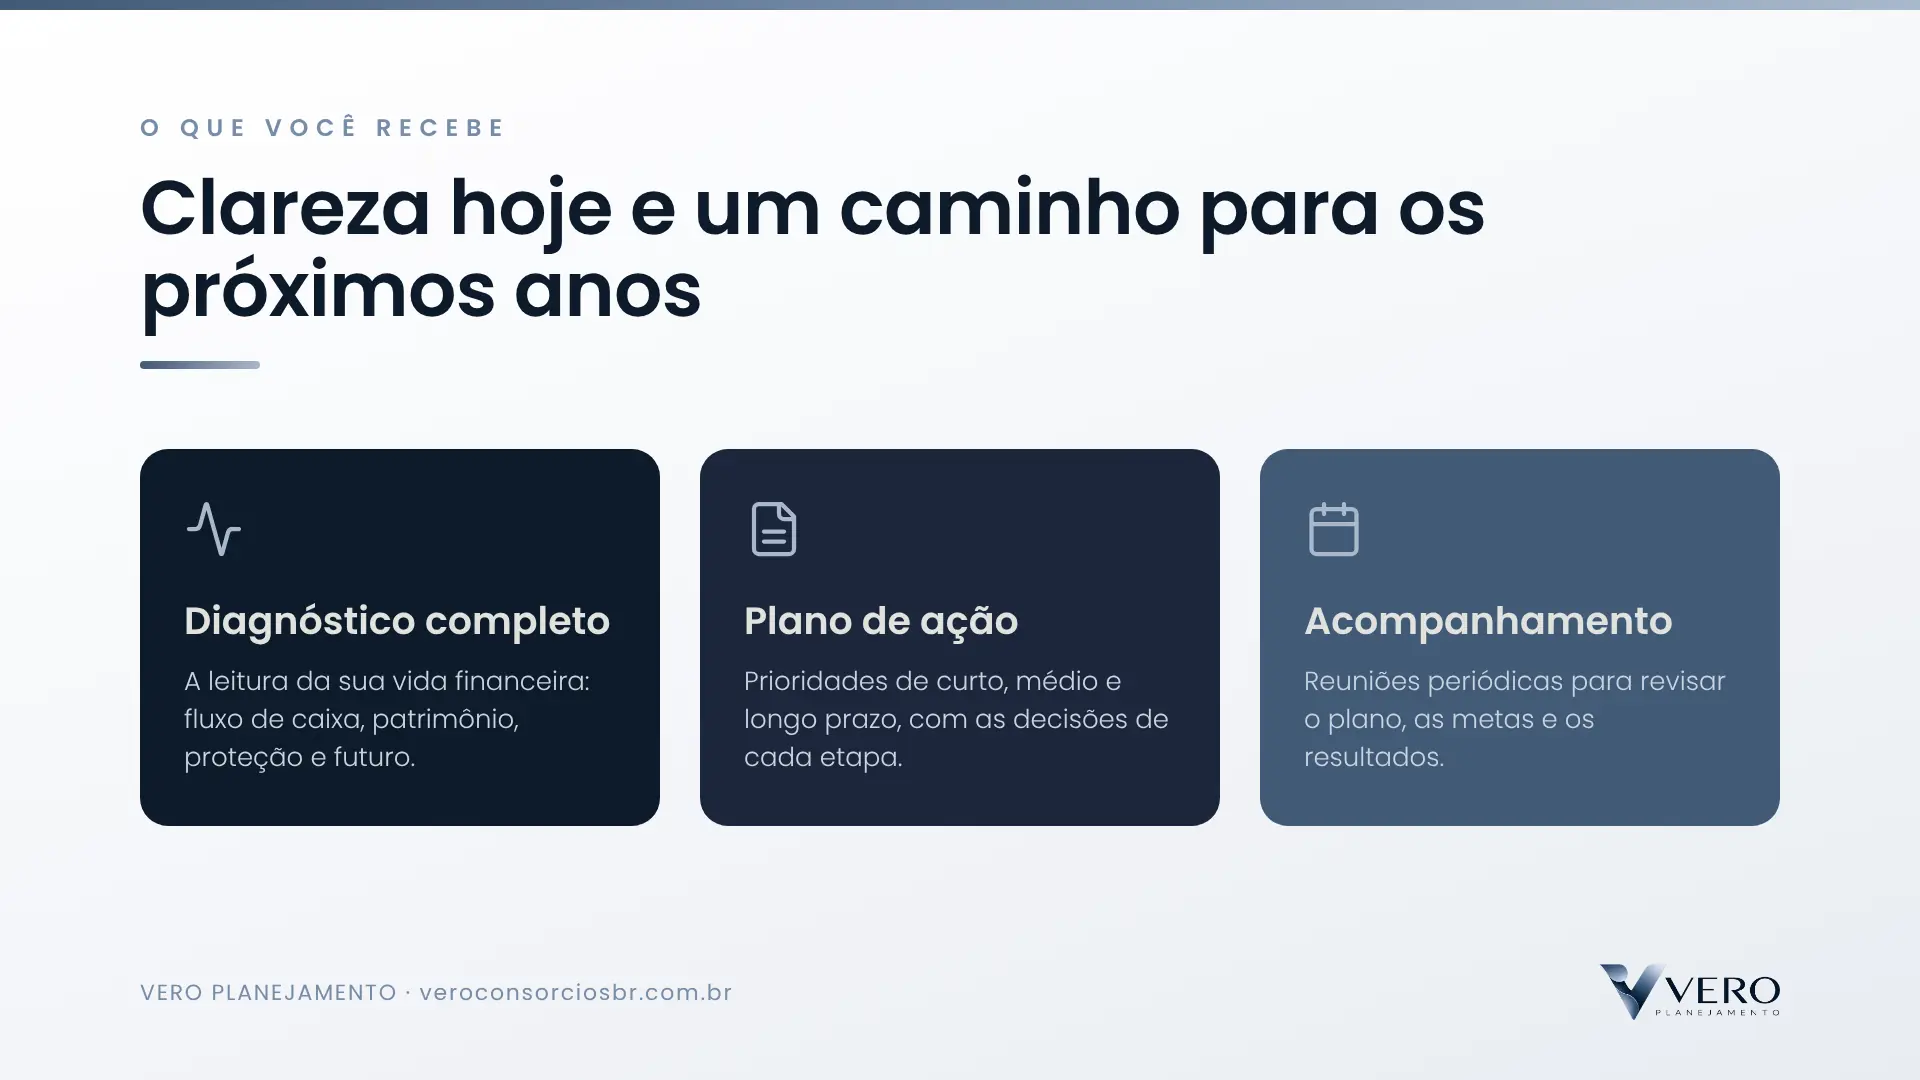 O QUE VOCÊ RECEBE
Clareza hoje e um caminho para os
próximos anos
Diagnóstico completo
A leitura da sua vida financeira:
fluxo de caixa, patrimônio,
proteção e futuro.
Plano de ação
Prioridades de curto, médio e
longo prazo, com as decisões de
cada etapa.
Acompanhamento
Reuniões periódicas para revisar
o plano, as metas e os
resultados.
VERO PLANEJAMENTO · veroconsorciosbr.com.br
VERO
PLANEJAMENTO